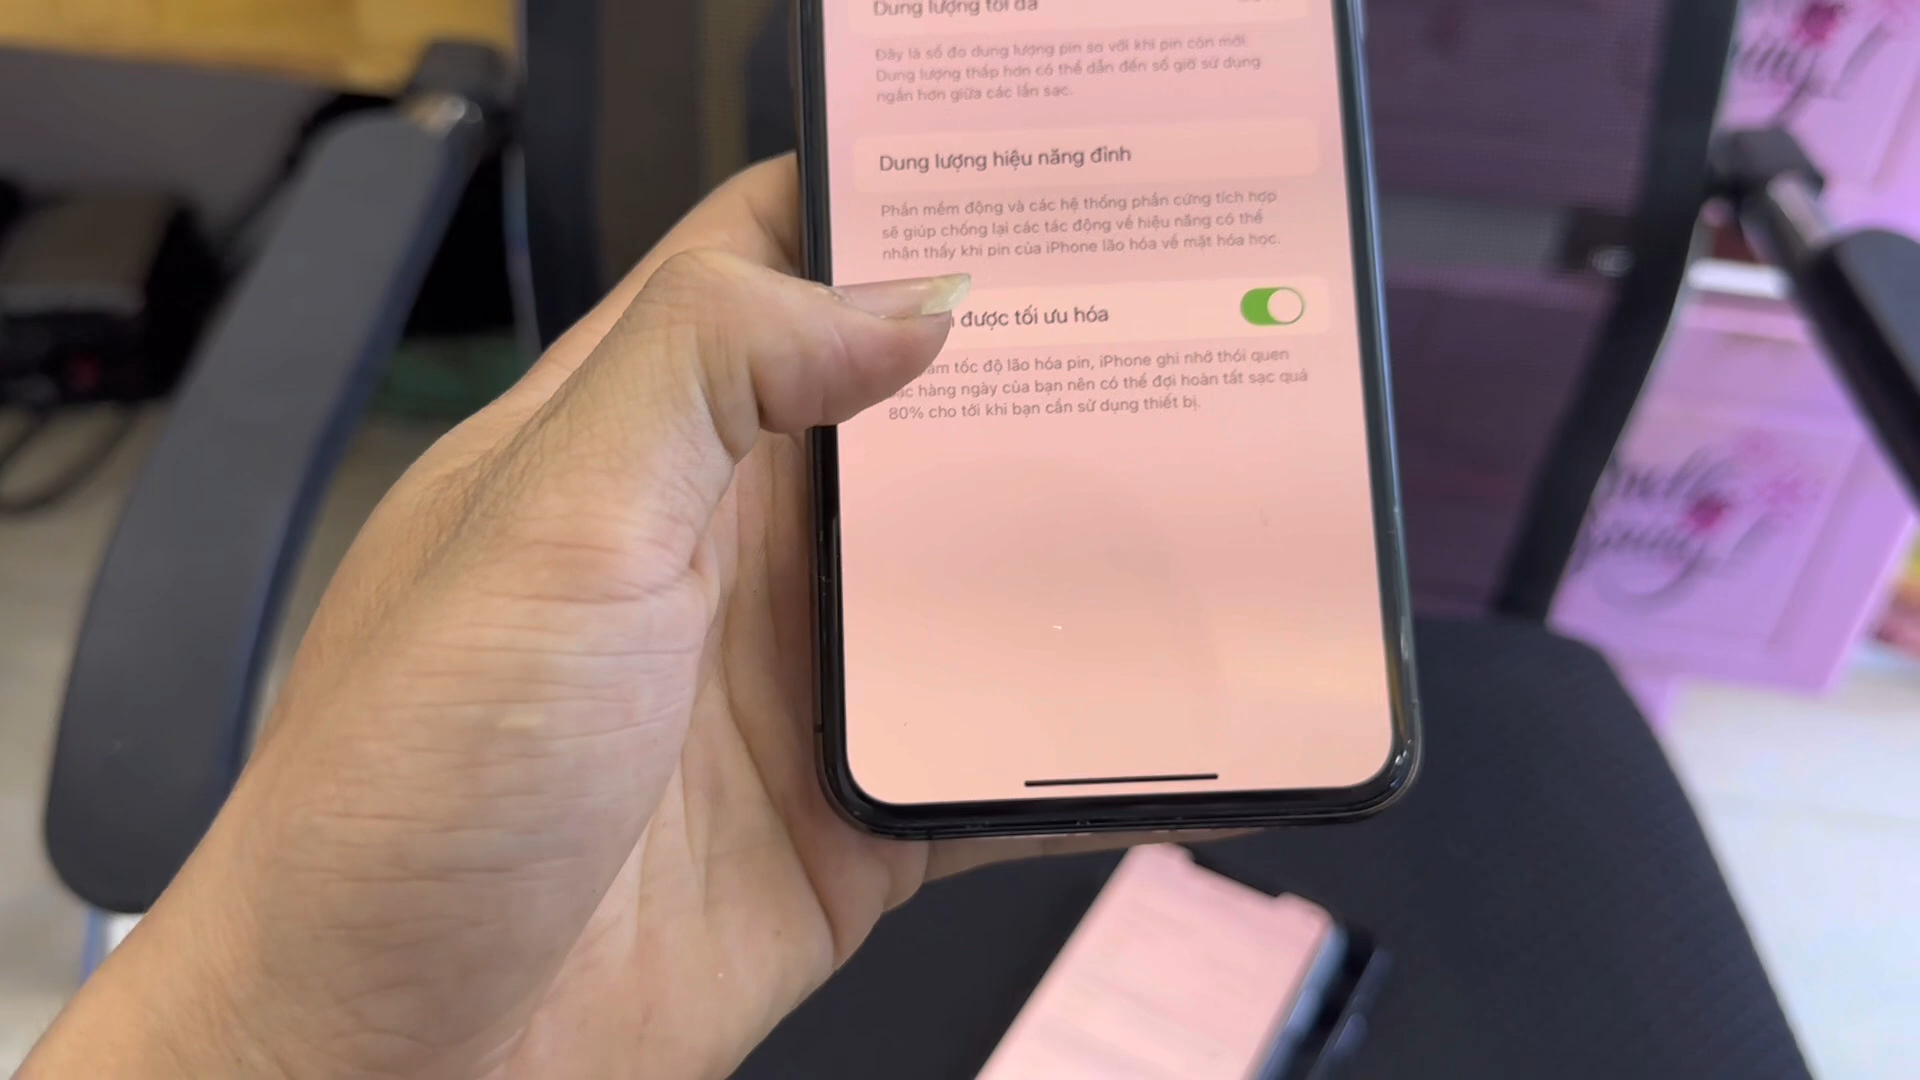 Dung lượng tối đa
Đây là số đo dung lượng pin so với khi pin còn mới.
Dung lượng thấp hơn có thể dẫn đến số giờ sử dụng
ngắn hơn giữa các lần sạc.
Dung lượng hiệu năng đỉnh
Phần mềm động và các hệ thống phần cứng tích hợp
sẽ giúp chống lại các tác động về hiệu năng có thể
nhận thấy khi pin của iPhone lão hóa về mặt hóa học.
được tối ưu hóa
tốc độ lão hóa pin, iPhone ghi nhớ thói quen
hàng ngày của bạn nên có thể đợi hoàn tất sạc quá
80% cho tới khi bạn cần sử dụng thiết bị.